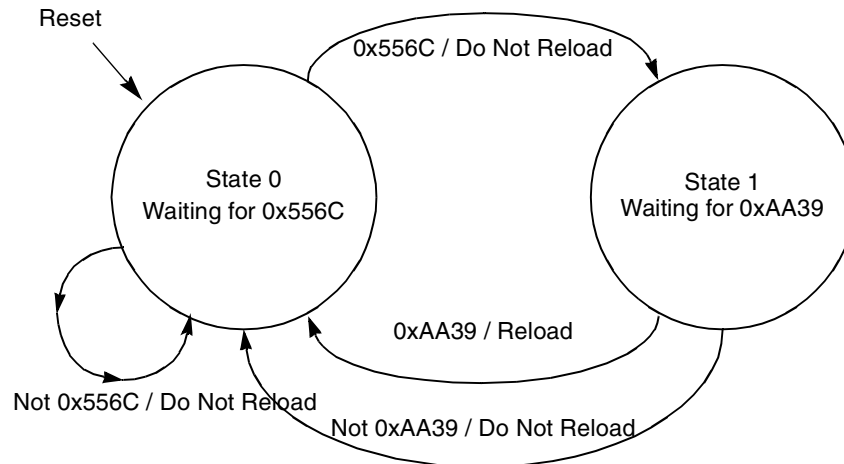 Reset
0x556C / Do Not Reload
State 0
Waiting for 0x556C
State 1
Waiting for 0xAA39
0xAA39 / Reload
Not 0x556C / Do Not Reload
Not 0xAA39 / Do Not Reload